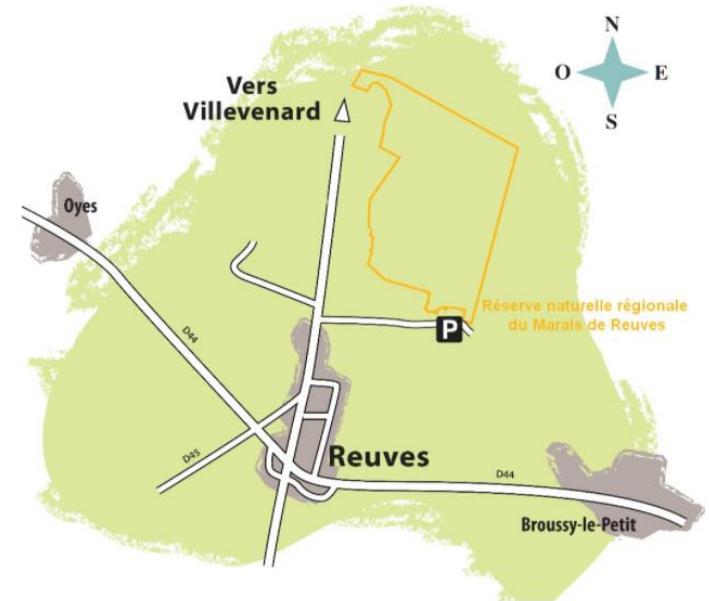 N
Vers
Villevenard
O
E
S
Oyes
Réserve naturelle régionale
du Marais de Reuves
P
D44
D45
Reuves
D44
Broussy-le-Petit